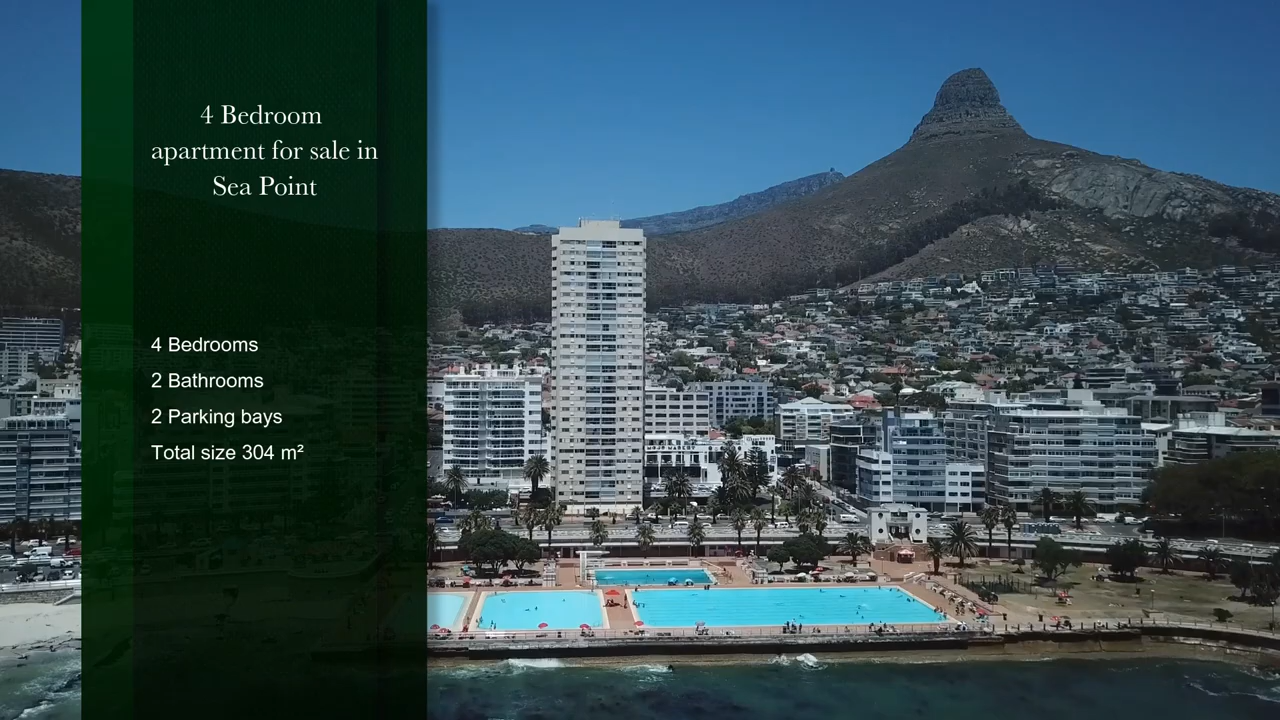 4 Bedroom
apartment for sale in
Sea Point
4 Bedrooms
2 Bathrooms
2 Parking bays
Total size 304 m²